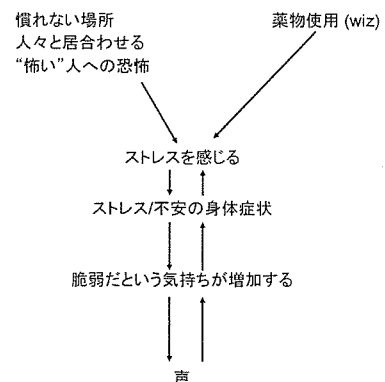 慣れない場所
人々と居合わせる
“怖い”人への恐怖
薬物使用 (wiz)
ストレスを感じる
ストレス/不安の身体症状
脆弱だという気持ちが増加する
声